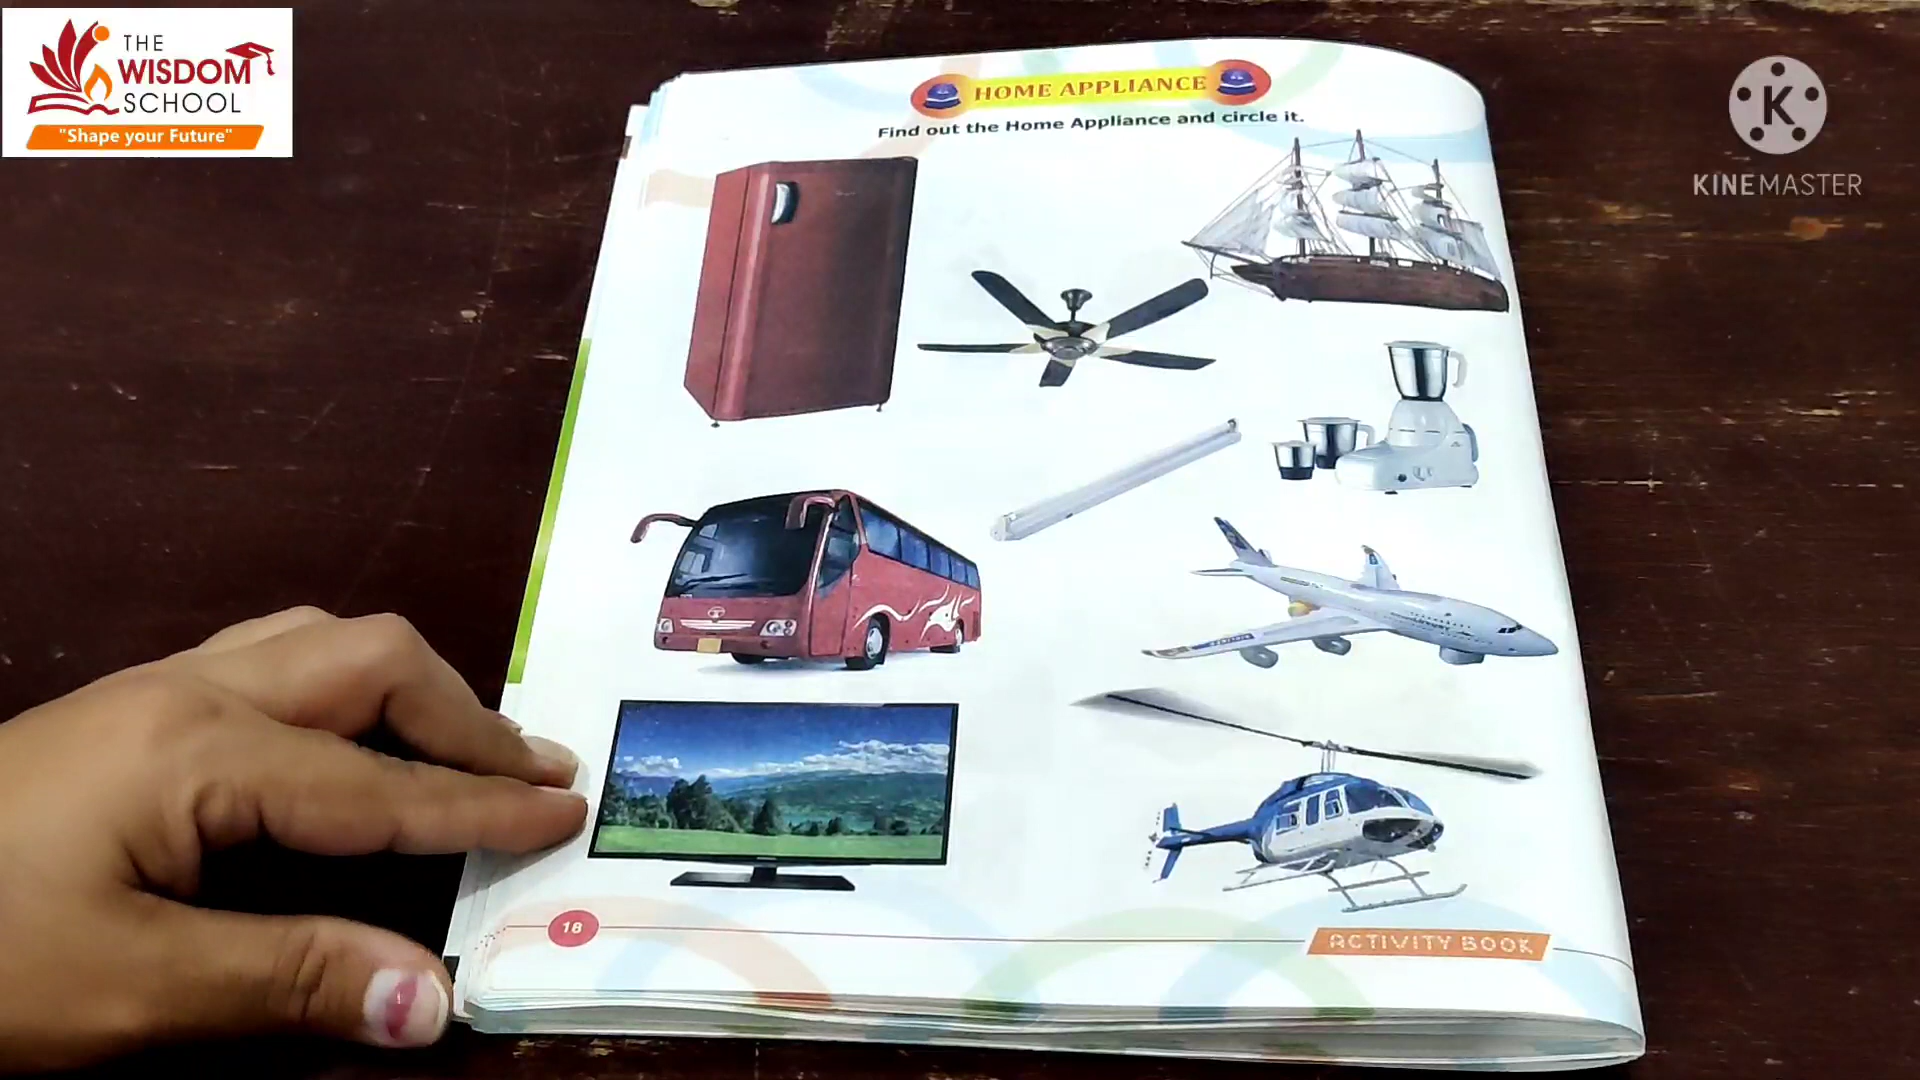 THE
WISDOM
SCHOOL
"Shape your Future"
KINEMASTER
HOME APPLIANCE
Find out the Home Appliance and circle it.
18
ACTIVITY BOOK